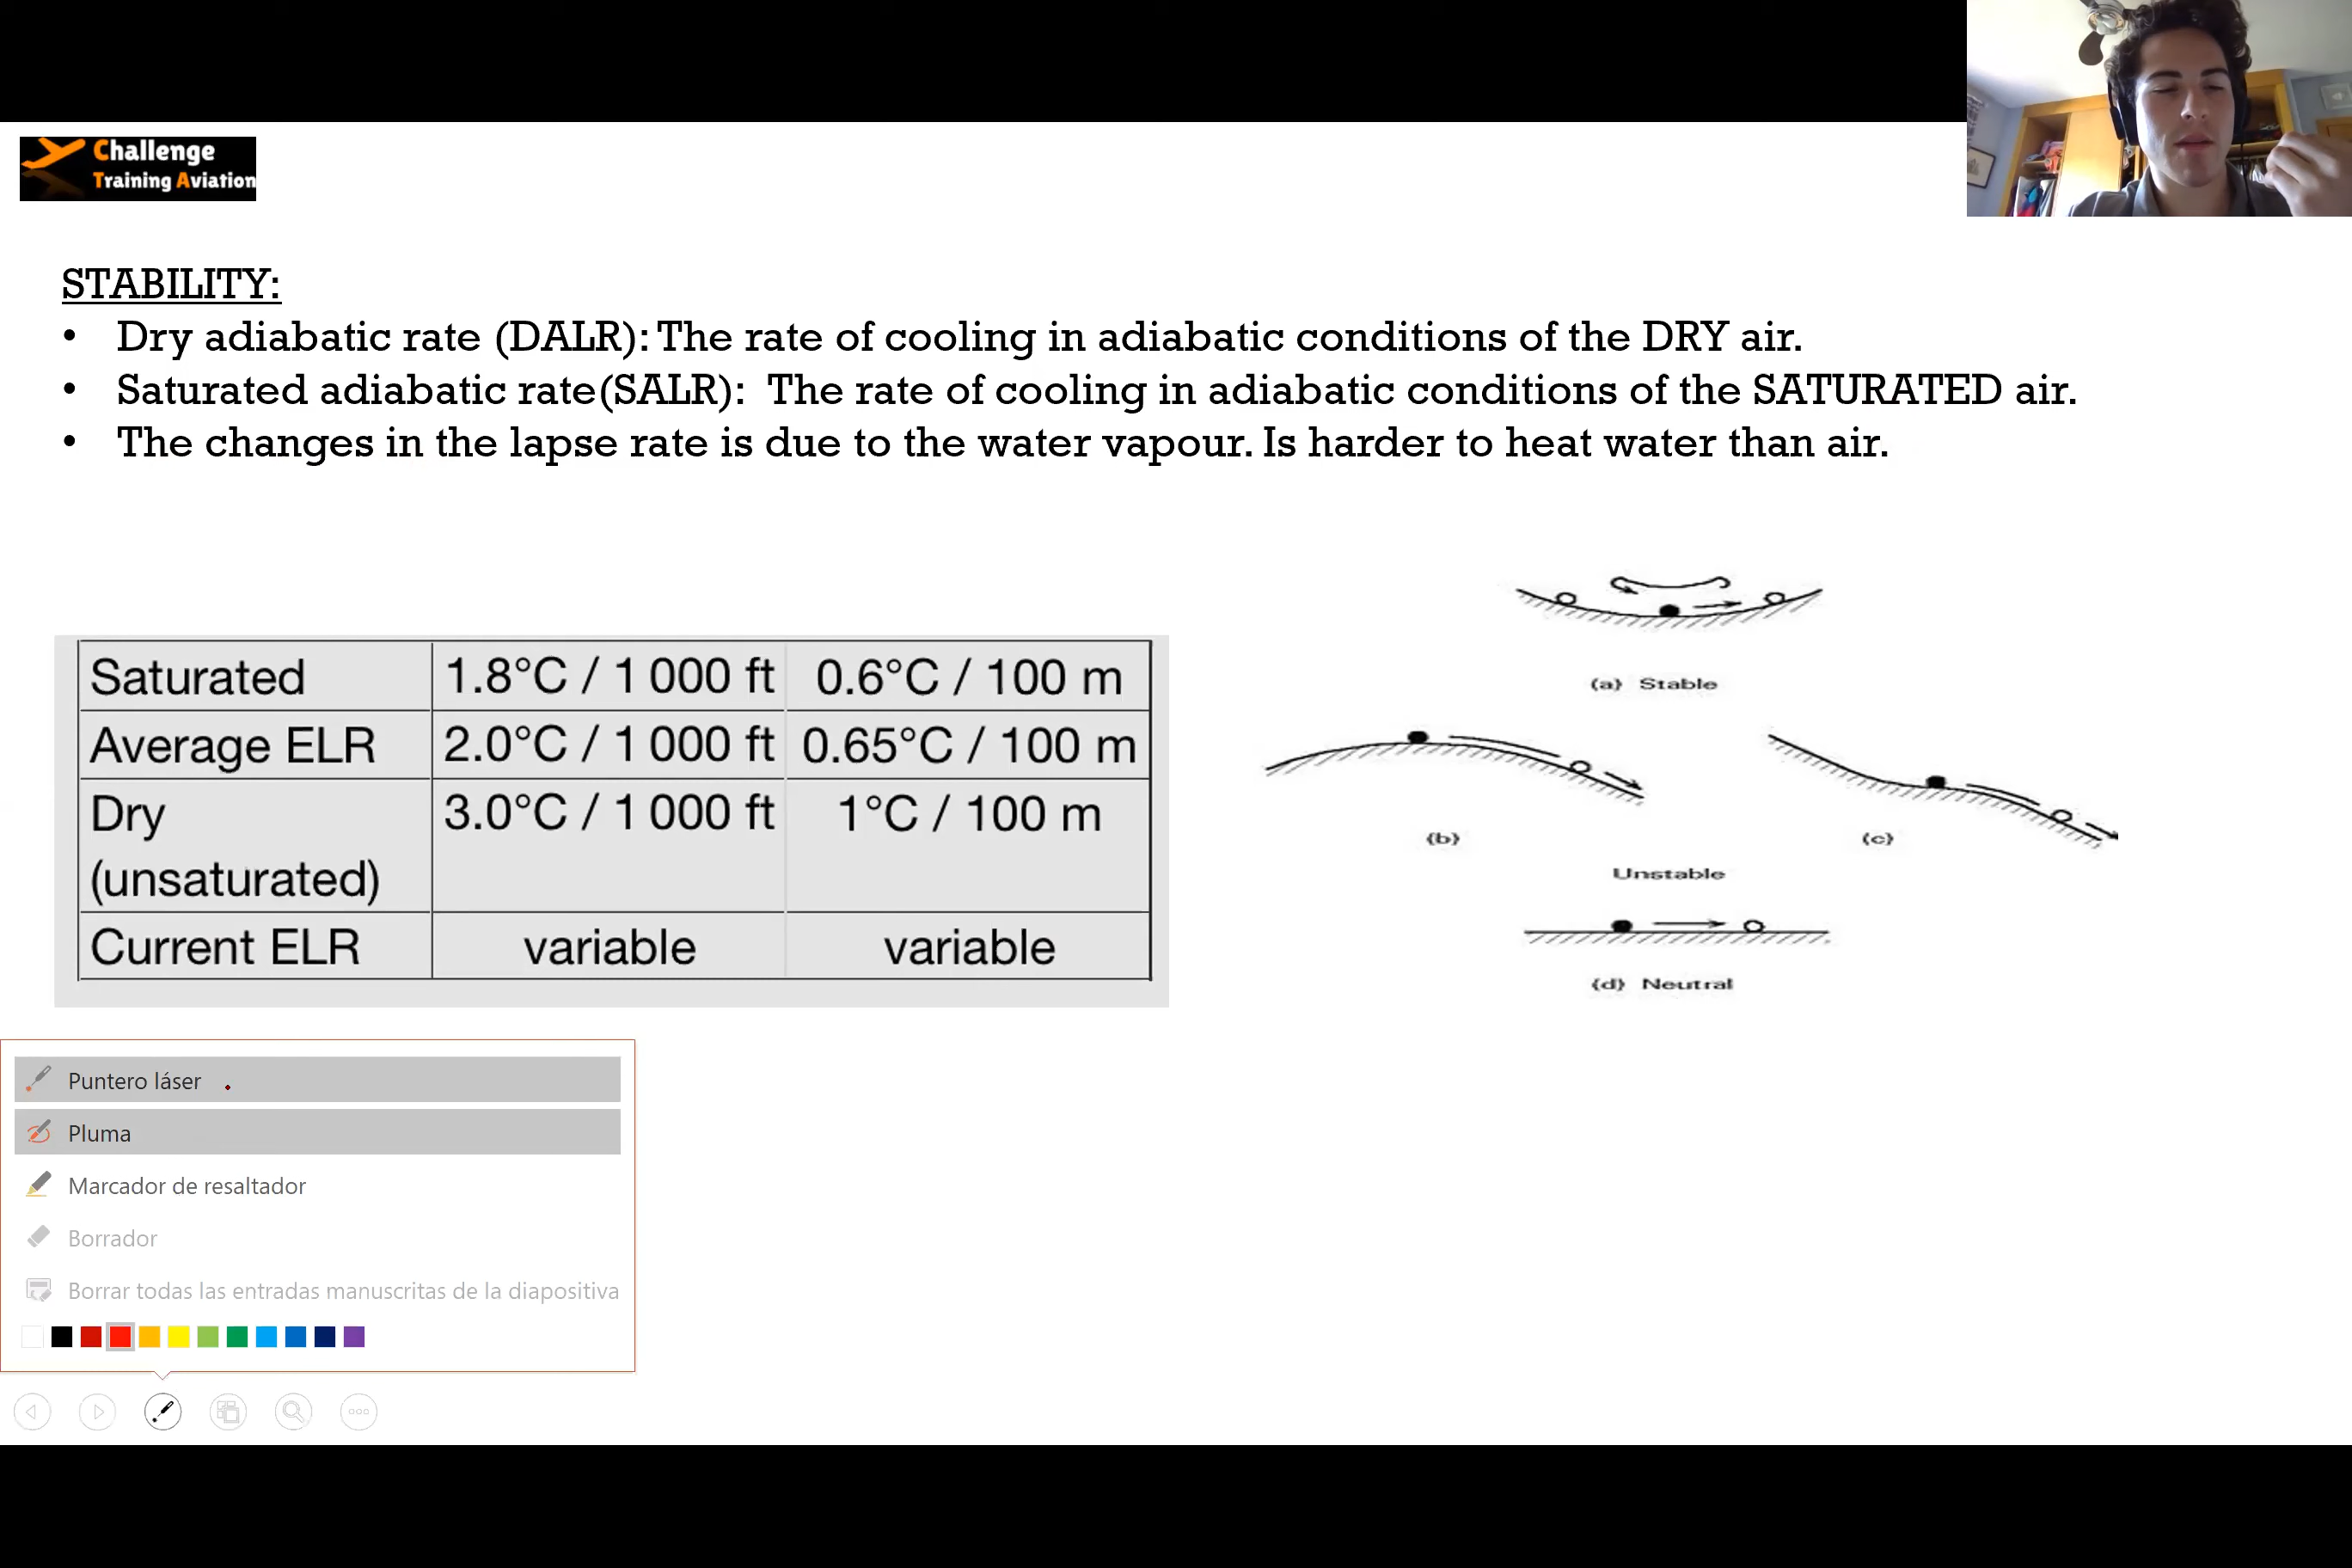 Challenge
Training Aviation
STABILITY:
• Dry adiabatic rate (DALR): The rate of cooling in adiabatic conditions of the DRY air.
• Saturated adiabatic rate(SALR): The rate of cooling in adiabatic conditions of the SATURATED air.
• The changes in the lapse rate is due to the water vapour. Is harder to heat water than air.
Saturated 1.8°C / 1 000 ft 0.6°C / 100 m
Average ELR 2.0°C / 1 000 ft 0.65°C / 100 m
Dry 3.0°C / 1 000 ft 1°C / 100 m
(unsaturated)
Current ELR variable variable
(a) Stable
(b) (c)
Unstable
(d) Neutral
Puntero láser
Pluma
Marcador de resaltador
Borrador
Borrar todas las entradas manuscritas de la diapositiva